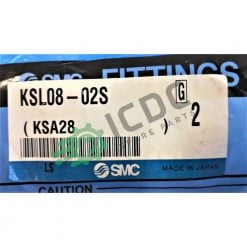 SMC FITTINGS
KSL08-02S
G
(KSA28 ) 2
ICDC
SPARE PARTS
LS
SMC
MADE IN JAPAN
CAUTION